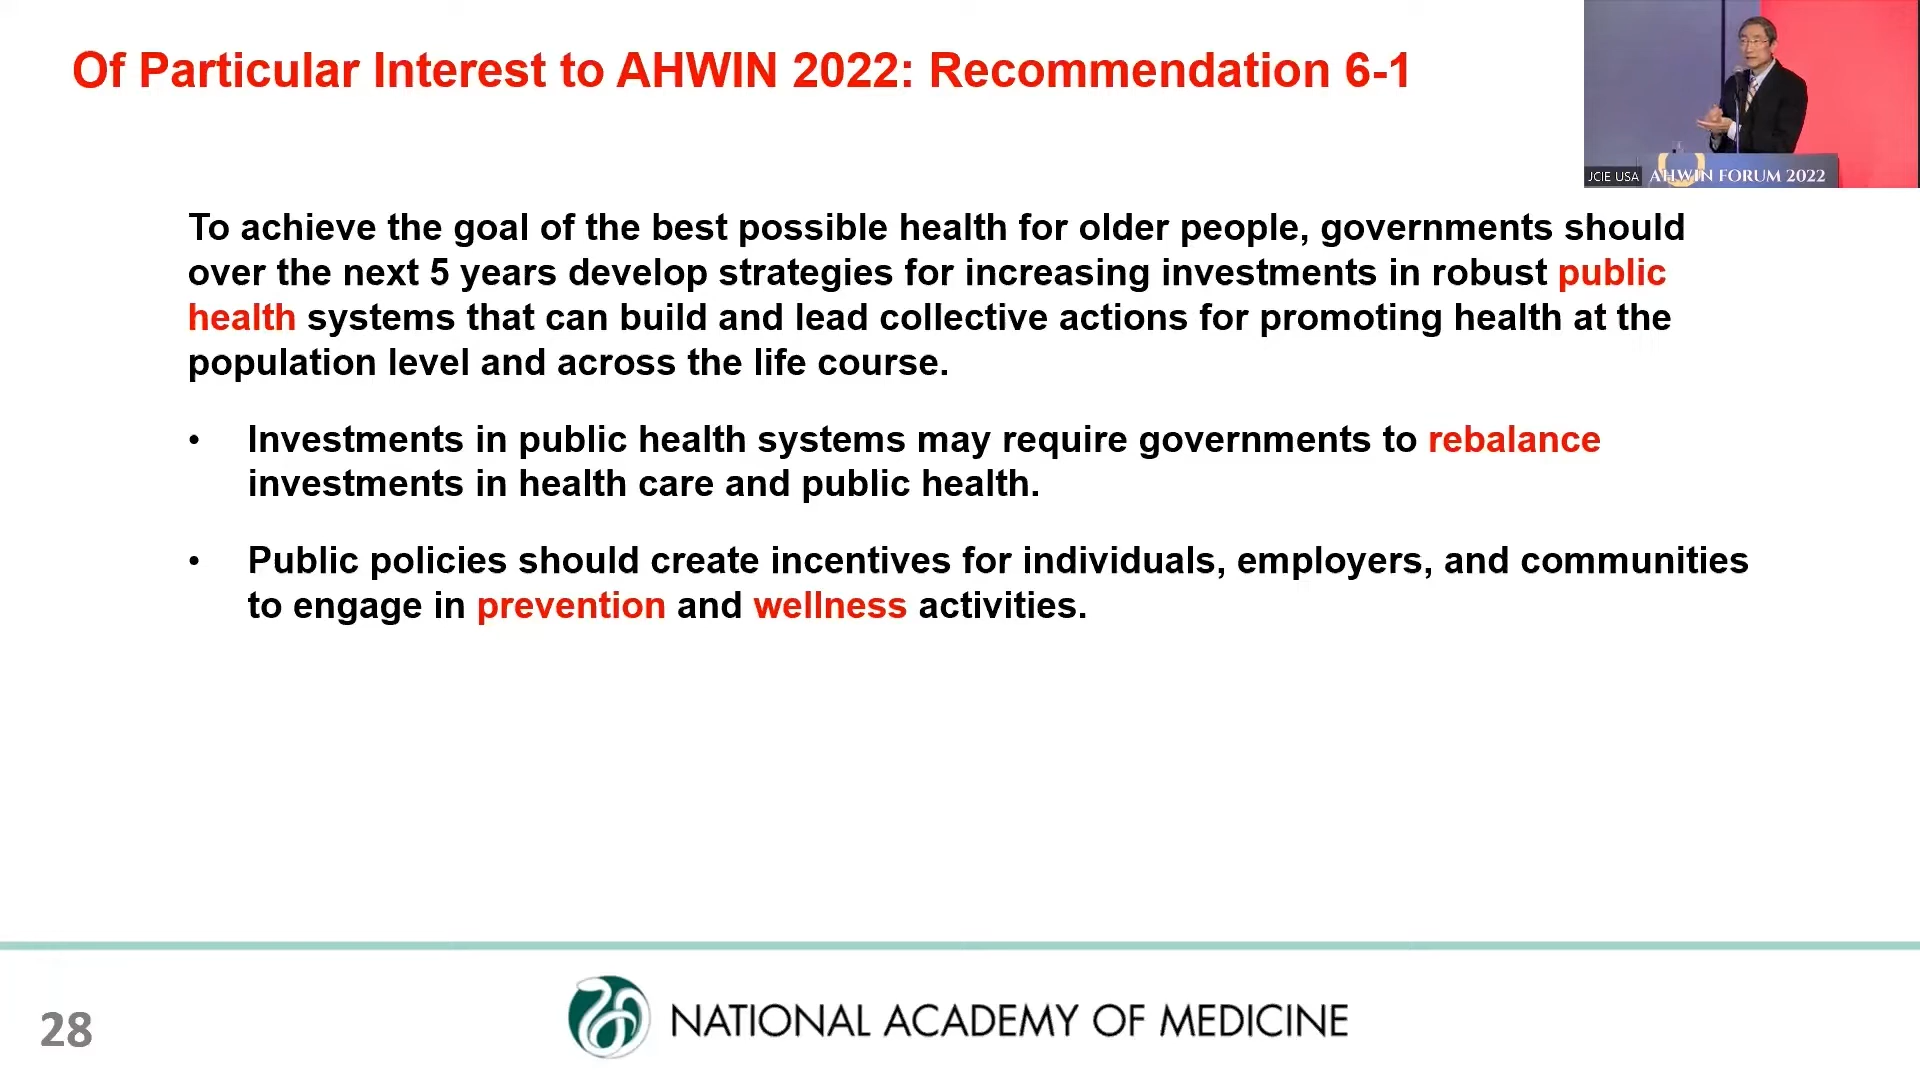 Of Particular Interest to AHWIN 2022: Recommendation 6-1
JCIE USA
AHWIN FORUM 2022
To achieve the goal of the best possible health for older people, governments should
over the next 5 years develop strategies for increasing investments in robust public
health systems that can build and lead collective actions for promoting health at the
population level and across the life course.
• Investments in public health systems may require governments to rebalance
investments in health care and public health.
• Public policies should create incentives for individuals, employers, and communities
to engage in prevention and wellness activities.
28
NATIONAL ACADEMY OF MEDICINE